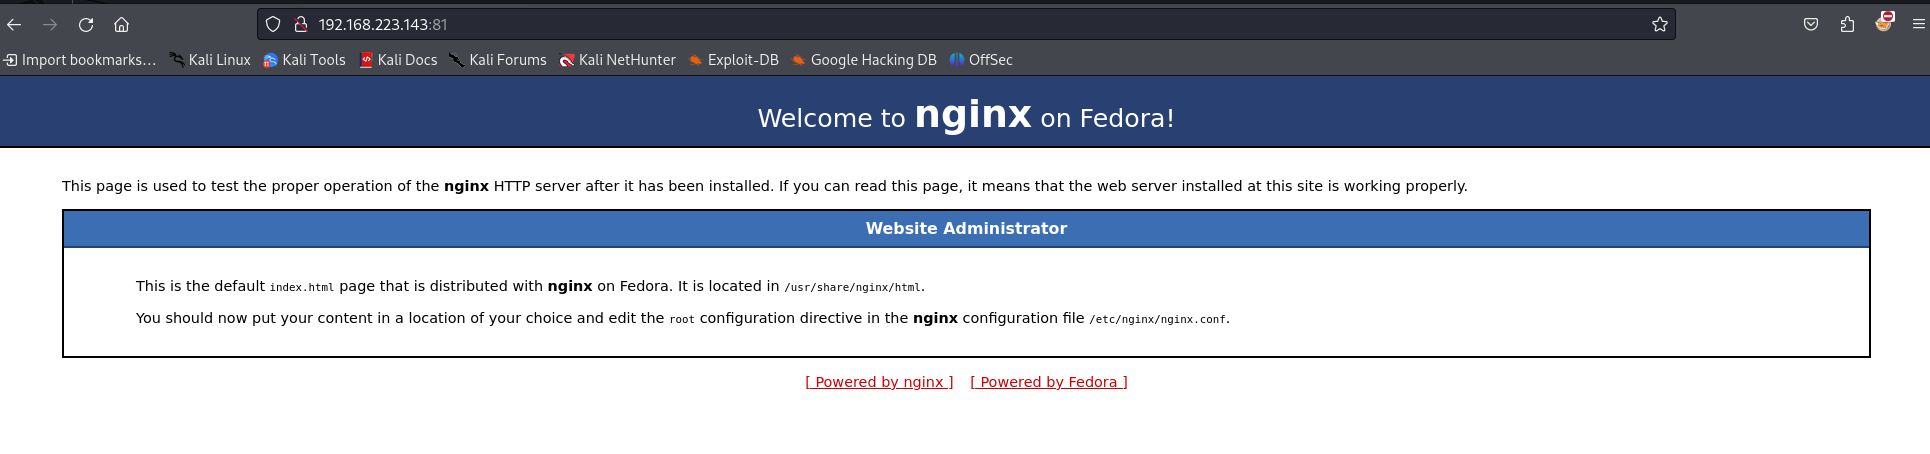 192.168.223.143:81
Import bookmarks... Kali Linux Kali Tools Kali Docs Kali Forums Kali NetHunter Exploit-DB Google Hacking DB OffSec
Welcome to nginx on Fedora!
This page is used to test the proper operation of the nginx HTTP server after it has been installed. If you can read this page, it means that the web server installed at this site is working properly.
Website Administrator
This is the default index.html page that is distributed with nginx on Fedora. It is located in /usr/share/nginx/html.
You should now put your content in a location of your choice and edit the root configuration directive in the nginx configuration file /etc/nginx/nginx.conf.
[ Powered by nginx ] [ Powered by Fedora ]